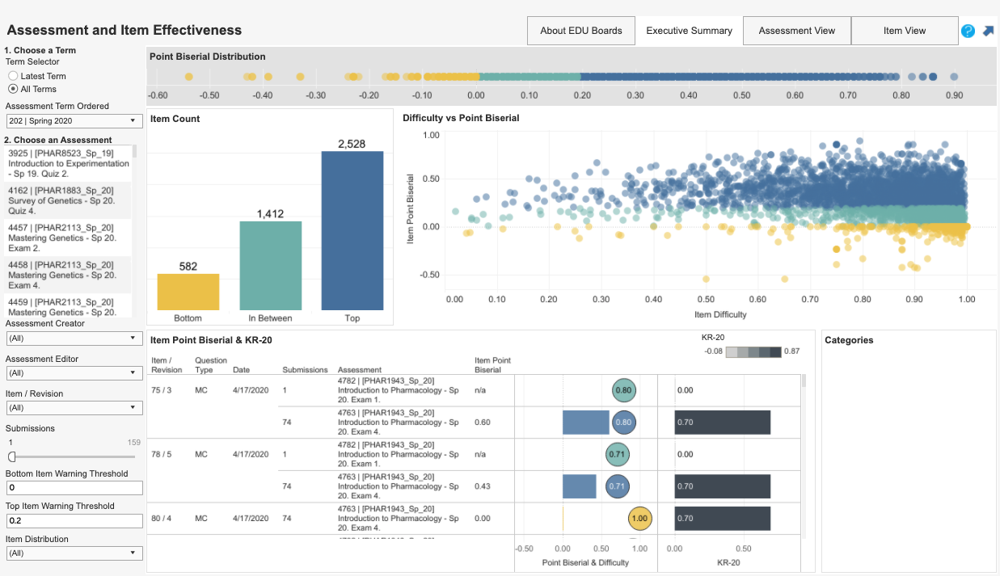 Assessment and Item Effectiveness
About EDU Boards
Executive Summary
Assessment View
Item View
?
1. Choose a Term
Term Selector
Latest Term
All Terms
Assessment Term Ordered
202 | Spring 2020
2. Choose an Assessment
3925 | [PHAR8523_Sp_19]
Introduction to Experimentation
- Sp 19. Quiz 2.
4162 | [PHAR1883_Sp_20]
Survey of Genetics - Sp 20.
Quiz 4.
4457 | [PHAR2113_Sp_20]
Mastering Genetics - Sp 20.
Exam 2.
4458 | [PHAR2113_Sp_20]
Mastering Genetics - Sp 20.
Exam 4.
4459 | [PHAR2113_Sp_20]
Mastering Genetics - Sp 20.
Assessment Creator
(All)
Assessment Editor
(All)
Item / Revision
(All)
Submissions
1 159
Bottom Item Warning Threshold
0
Top Item Warning Threshold
0.2
Item Distribution
(All)
Point Biserial Distribution
-0.60 -0.50 -0.40 -0.30 -0.20 -0.10 0.00 0.10 0.20 0.30 0.40 0.50 0.60 0.70 0.80 0.90
Item Count
582
1,412
2,528
Bottom In Between Top
Difficulty vs Point Biserial
Item Point Biserial
1.00
0.50
0.00
-0.50
0.00 0.10 0.20 0.30 0.40 0.50 0.60 0.70 0.80 0.90 1.00
Item Difficulty
Item Point Biserial & KR-20
KR-20
-0.08 0.87
Item /
Revision
Question
Type
Date
Submissions
Assessment
Item Point
Biserial
75 / 3 MC 4/17/2020 1
4782 | [PHAR1943_Sp_20]
Introduction to Pharmacology - Sp
20. Exam 1.
n/a 0.80 0.00
74
4763 | [PHAR1943_Sp_20]
Introduction to Pharmacology - Sp
20. Exam 4.
0.60 0.80 0.70
78 / 5 MC 4/17/2020 1
4782 | [PHAR1943_Sp_20]
Introduction to Pharmacology - Sp
20. Exam 1.
n/a 0.71 0.00
74
4763 | [PHAR1943_Sp_20]
Introduction to Pharmacology - Sp
20. Exam 4.
0.43 0.71 0.70
80 / 4 MC 4/17/2020 74
4763 | [PHAR1943_Sp_20]
Introduction to Pharmacology - Sp
20. Exam 4.
0.00 1.00 0.70
-0.50 0.00 0.50 1.00
Point Biserial & Difficulty
0.00 0.50
KR-20
Categories